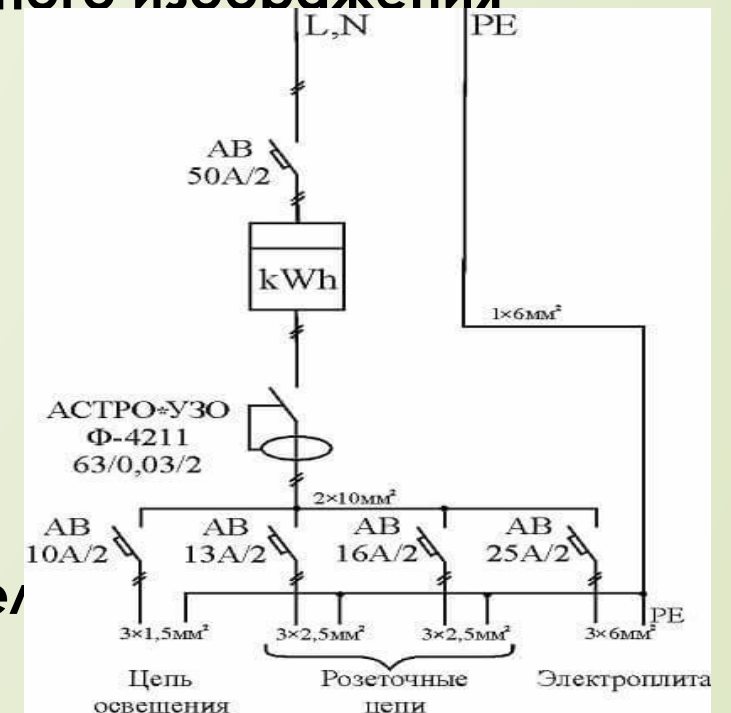 ного изображения
L,N
PE
АВ
50А/2
kWh
1×6мм²
АСТРО*УЗО
Ф-4211
63/0,03/2
2×10мм²
АВ
10А/2
АВ
13А/2
АВ
16А/2
АВ
25А/2
PE
3×1,5мм²
3×2,5мм²
3×2,5мм²
3×6мм²
Цепь
освещения
Розеточные
цепи
Электроплита